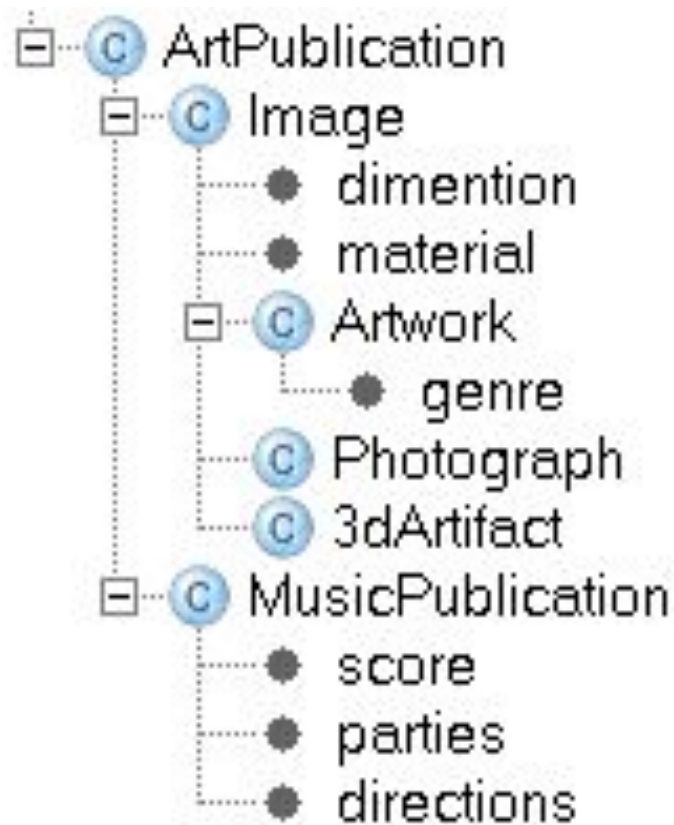 C ArtPublication
C Image
dimention
material
C Artwork
genre
C Photograph
C 3dArtifact
C MusicPublication
score
parties
directions